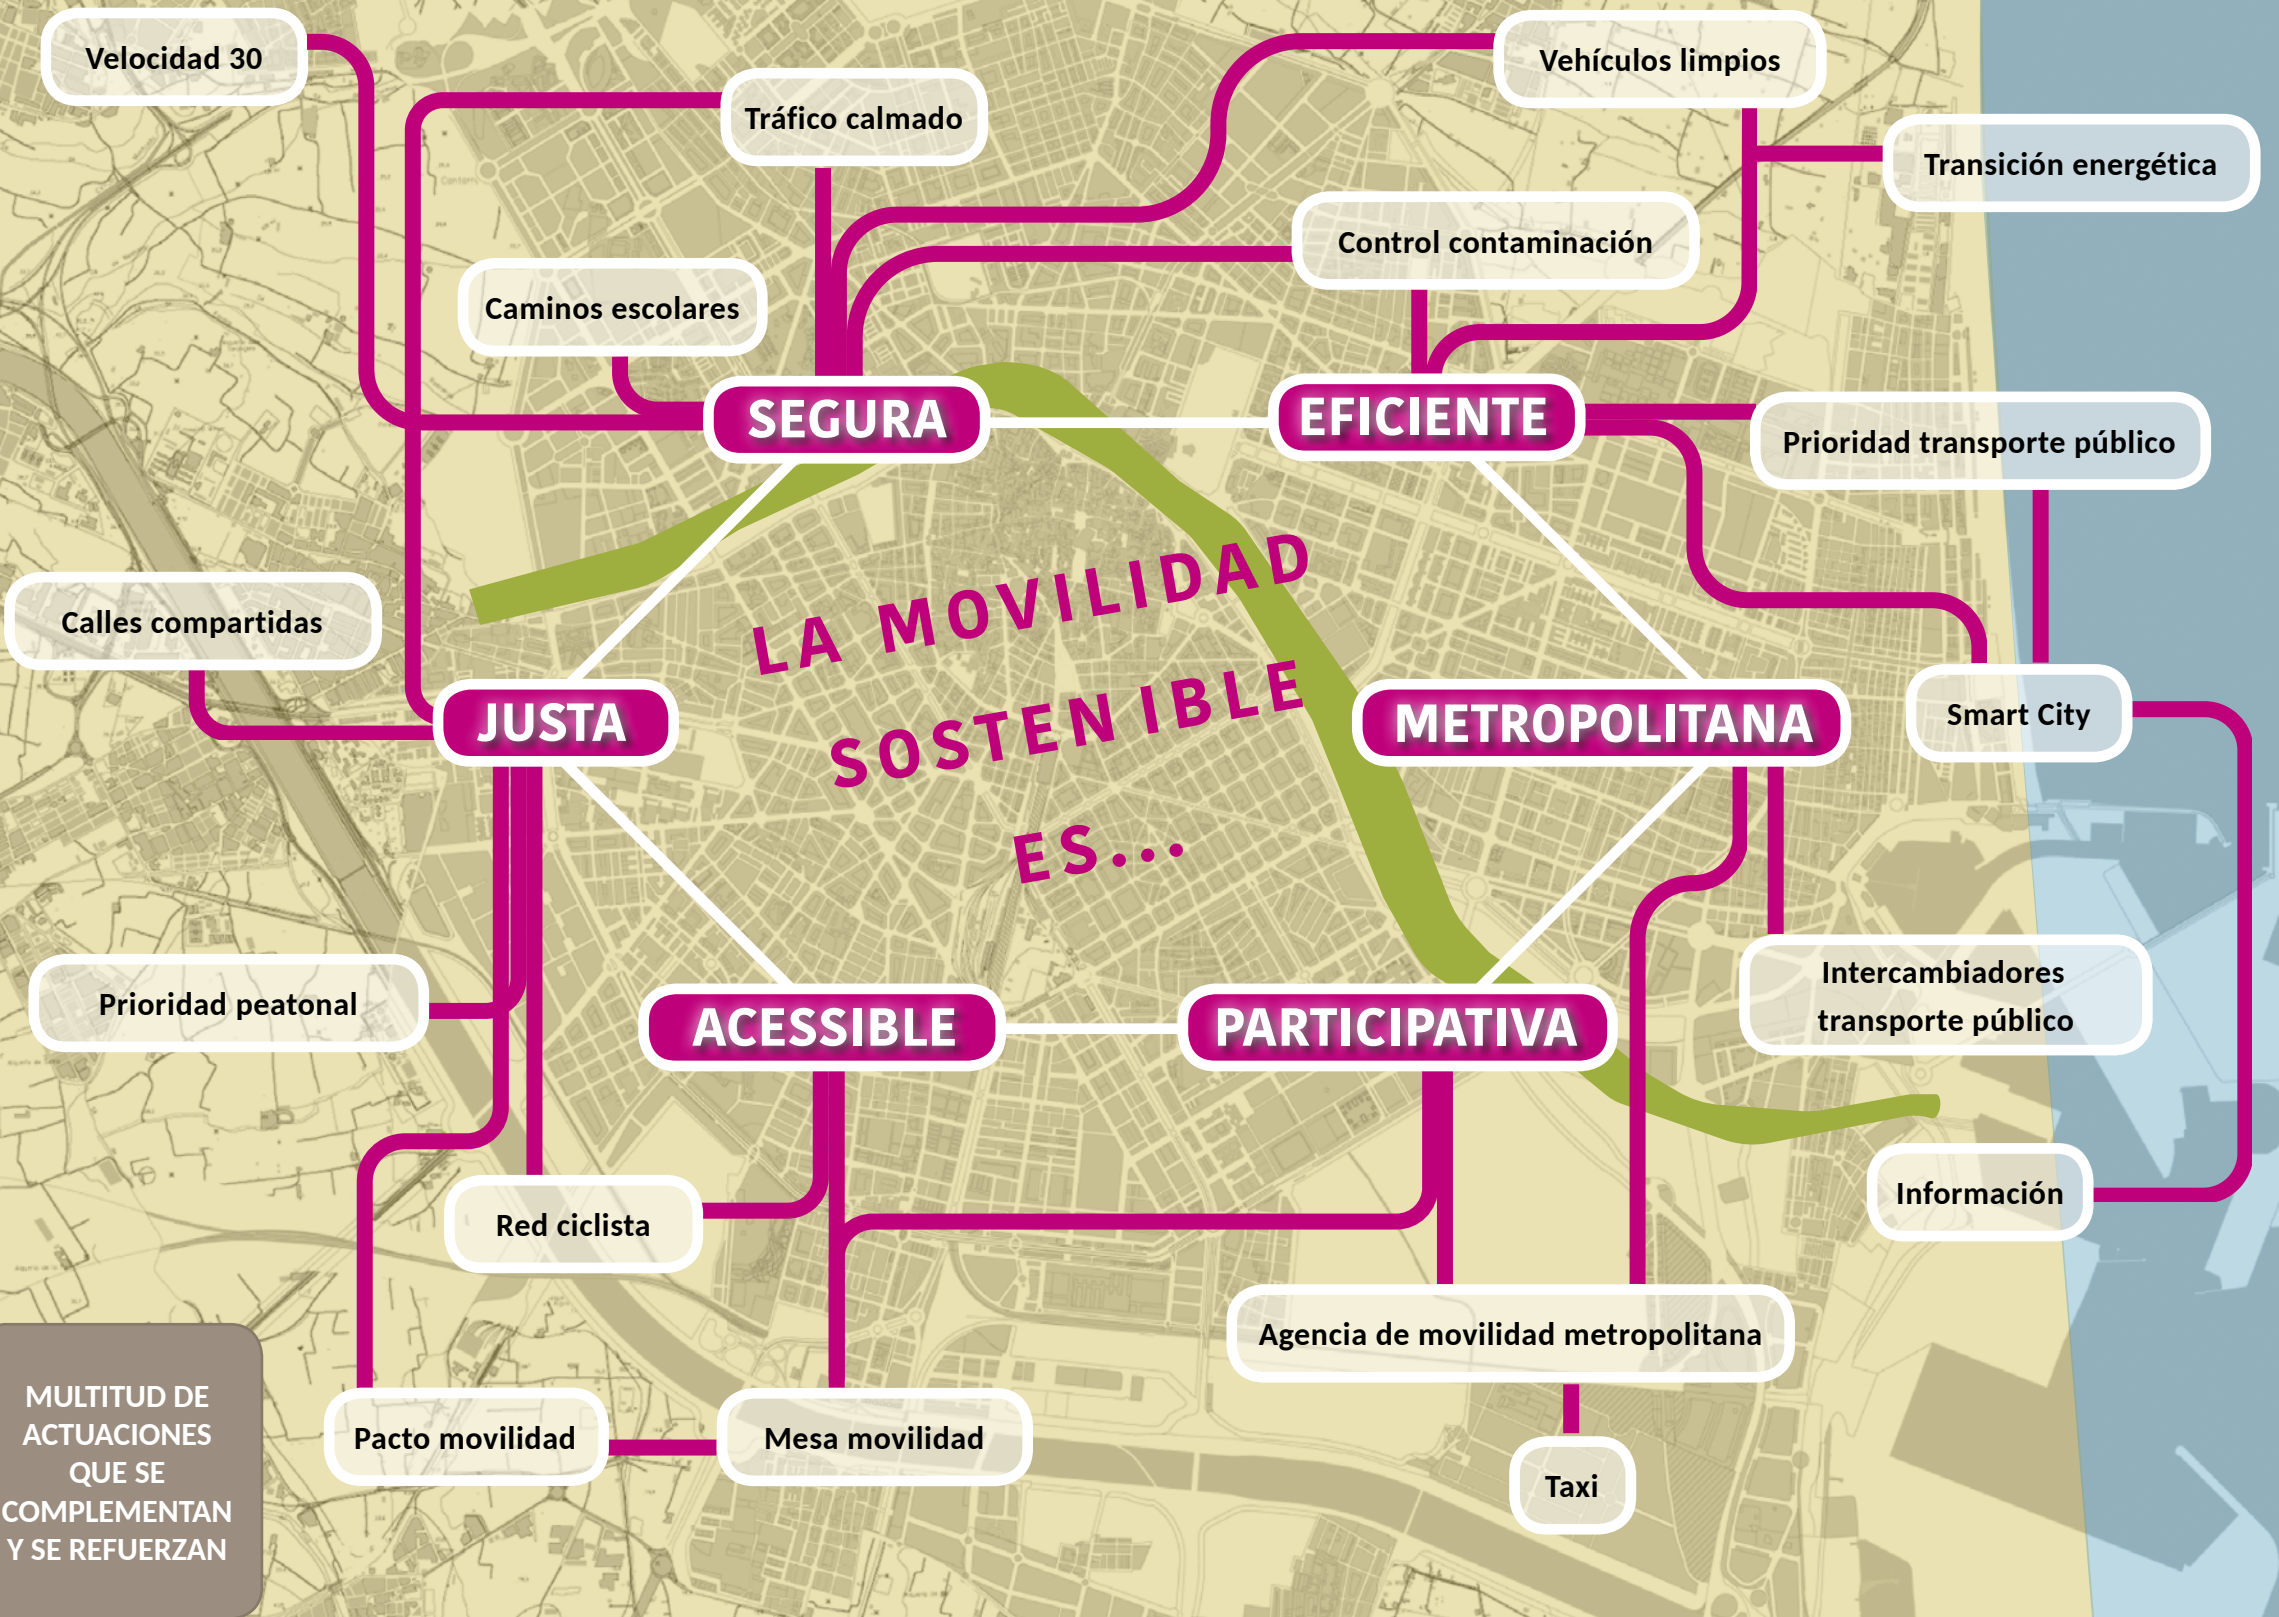 Velocidad 30
Vehículos limpios
Tráfico calmado
Transición energética
Control contaminación
Caminos escolares
SEGURA
EFICIENTE
Prioridad transporte público
LA MOVILIDAD
SOSTENIBLE
ES...
Calles compartidas
JUSTA
METROPOLITANA
Smart City
Prioridad peatonal
ACESSIBLE
PARTICIPATIVA
Intercambiadores
transporte público
Información
Red ciclista
Agencia de movilidad metropolitana
Pacto movilidad
Mesa movilidad
Taxi
MULTITUD DE
ACTUACIONES
QUE SE
COMPLEMENTAN
Y SE REFUERZAN